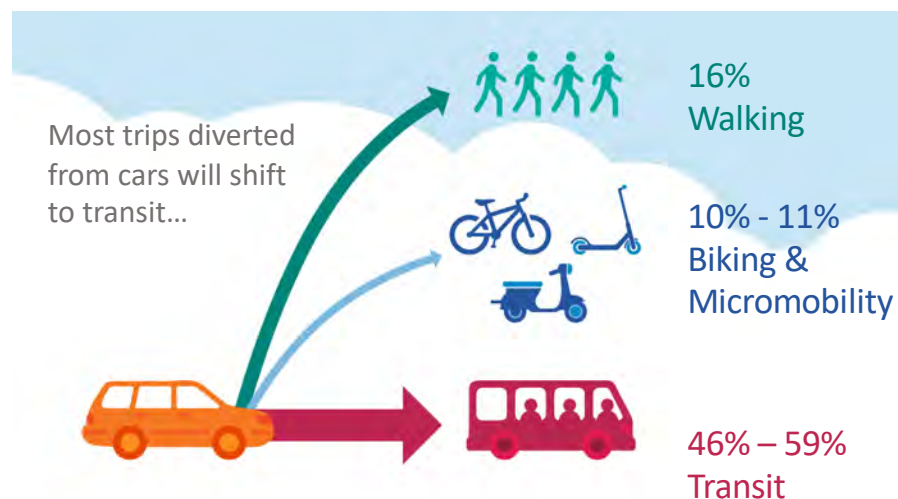 Most trips diverted
from cars will shift
to transit…
16%
Walking
10% - 11%
Biking &
Micromobility
46% – 59%
Transit